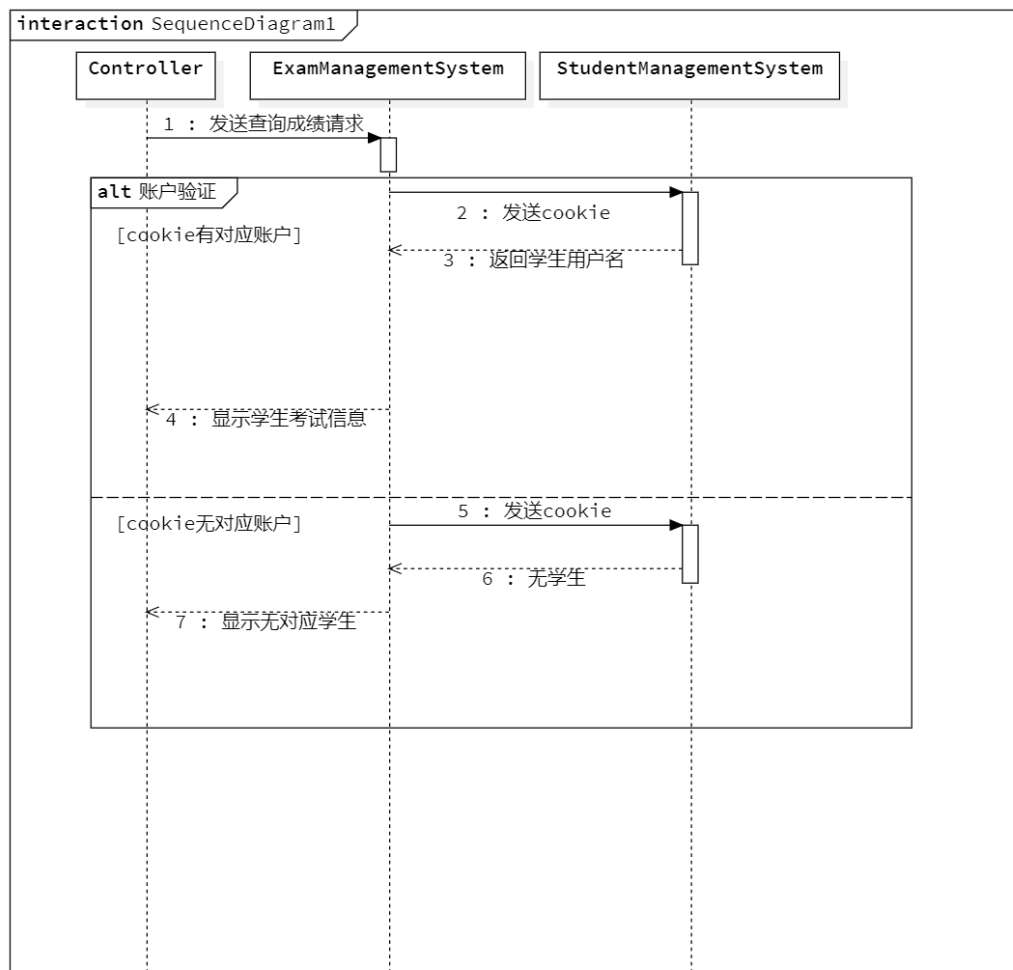 interaction SequenceDiagram1
Controller
ExamManagementSystem
StudentManagementSystem
1 : 发送查询成绩请求
alt 账户验证
2 : 发送cookie
[cookie有对应账户]
3 : 返回学生用户名
4 : 显示学生考试信息
5 : 发送cookie
[cookie无对应账户]
6 : 无学生
7 : 显示无对应学生